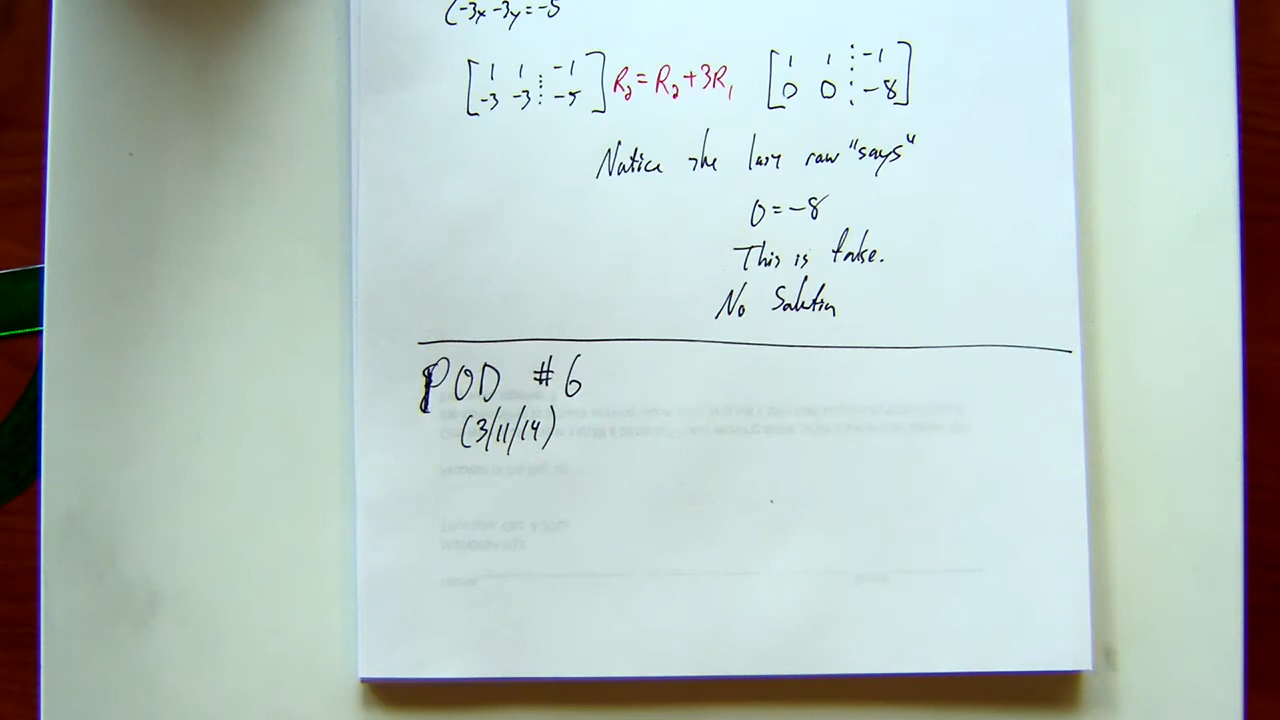 (-3x-3y=-5
[1 1 ⋮ -1] R₂=R₂+3R₁ [1 1 ⋮ -1]
[-3 -3 ⋮ -5] [0 0 ⋮ -8]
Notice the last row "says"
0=-8
This is false.
No Solution
POD #6
(3/11/14)